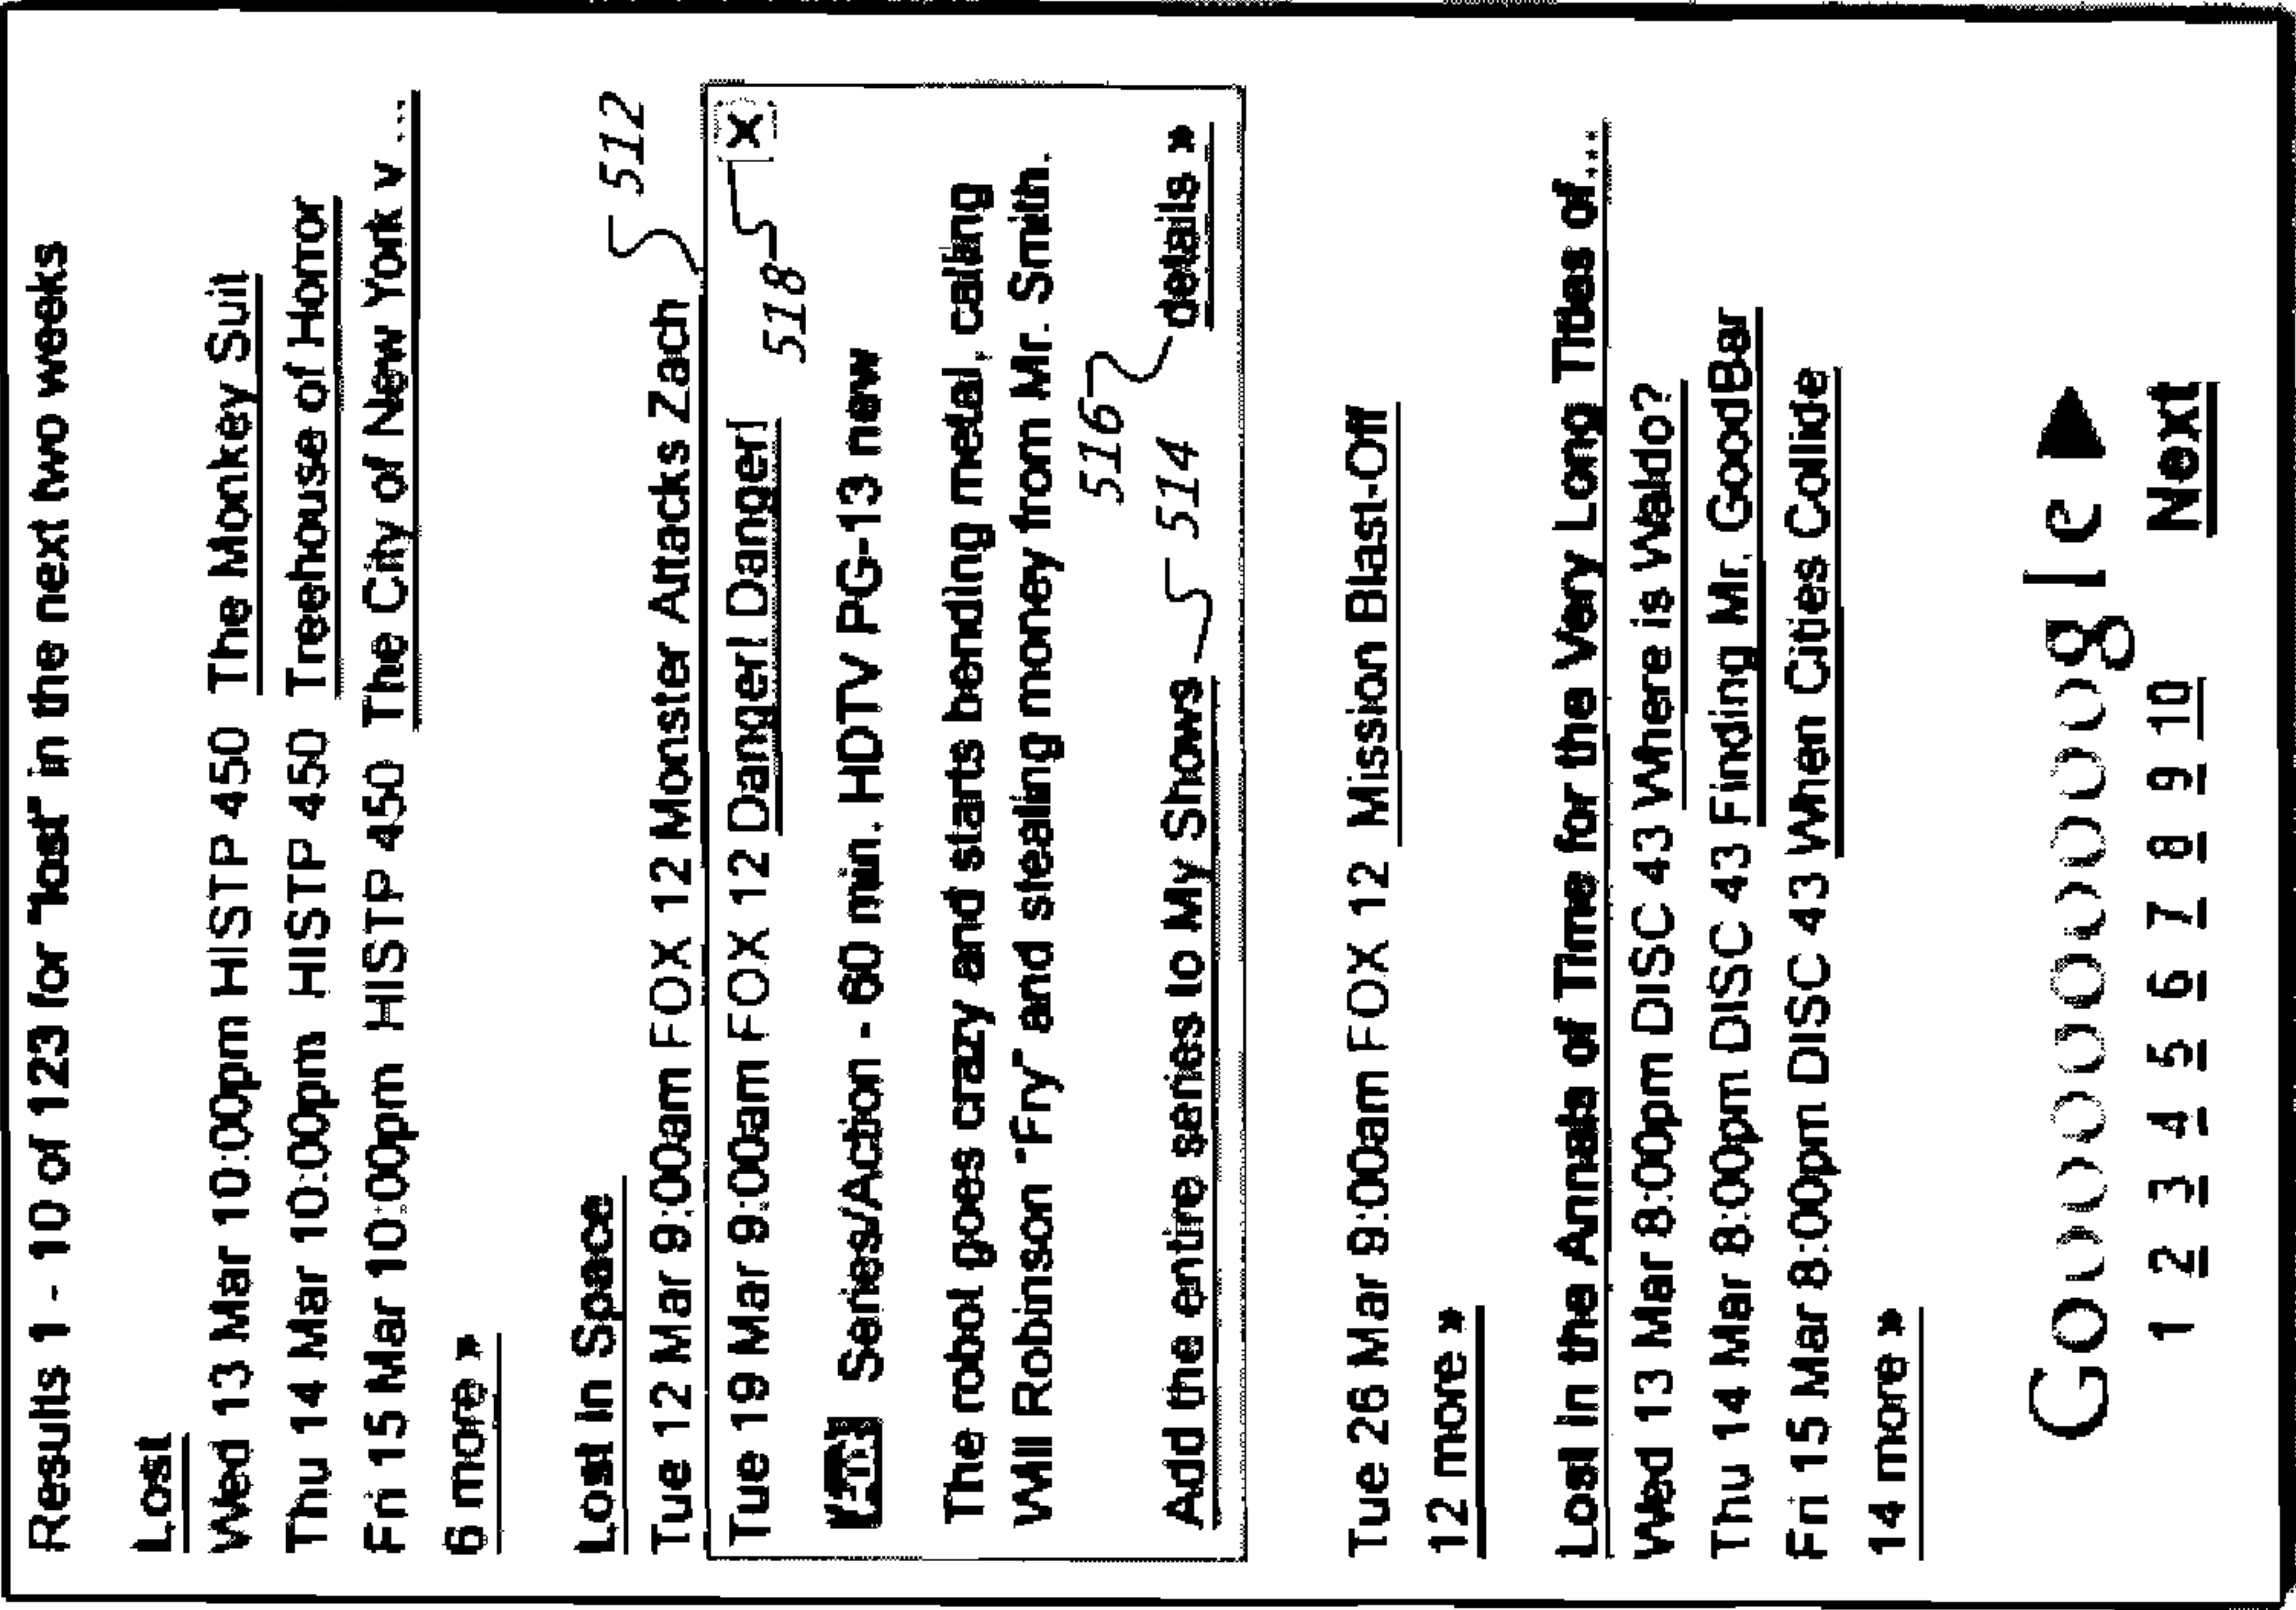 Results 1 - 10 of 123 for "lost" in the next two weeks
Lost
Wed 13 Mar 10:00pm HISTP 450 The Monkey Suit
Thu 14 Mar 10:00pm HISTP 450 Treehouse of Horror
Fri 15 Mar 10:00pm HISTP 450 The City of New York v ...
6 more »
512
Lost in Space
Tue 12 Mar 9:00am FOX 12 Monster Attacks Zach
Tue 19 Mar 9:00am FOX 12 Danger! Danger! X
518
Series/Action - 60 min. HDTV PG-13 new
The robot goes crazy and starts bending metal, calling
Will Robinson "Fry" and stealing money from Mr. Smith.
516
514
Add the entire series to My Shows details »
Tue 26 Mar 9:00am FOX 12 Mission Blast-Off
12 more »
Lost in the Annals of Time for the Very Long Titles of...
Wed 13 Mar 8:00pm DISC 43 Where is Waldo?
Thu 14 Mar 8:00pm DISC 43 Finding Mr. GoodBar
Fri 15 Mar 8:00pm DISC 43 When Cities Collide
14 more »
Goooooooooogle
1 2 3 4 5 6 7 8 9 10 Next